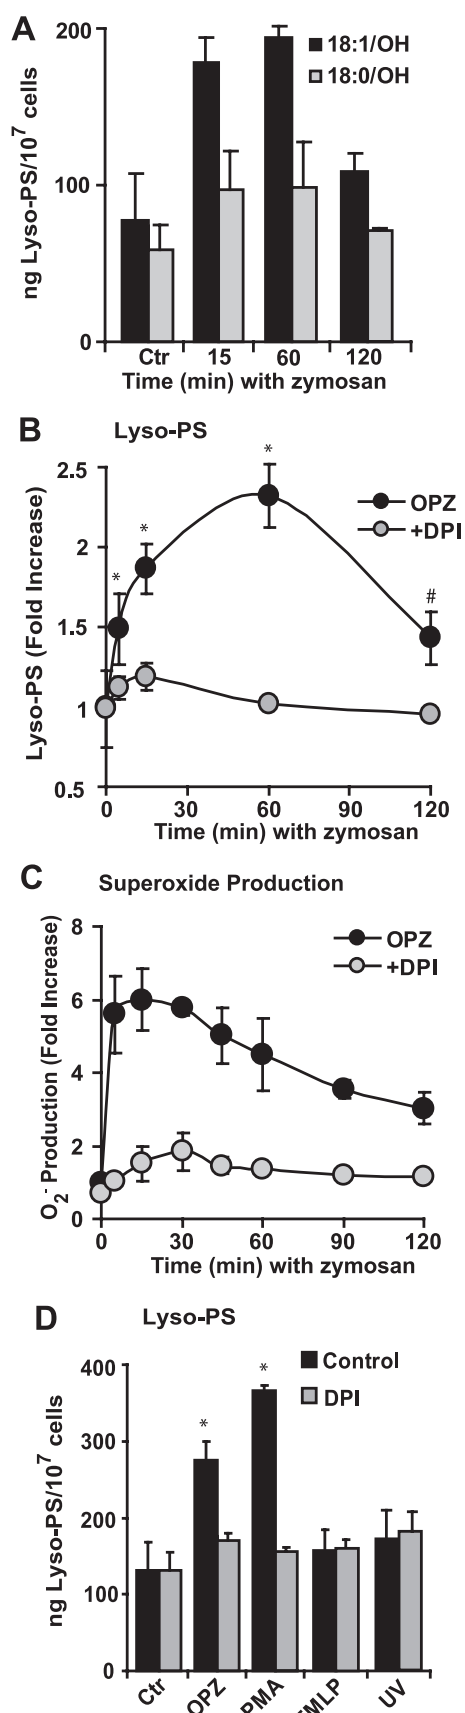 A
200
18:1/OH
18:0/OH
ng Lyso-PS/10⁷ cells
100
0
Ctr 15 60 120
Time (min) with zymosan
B Lyso-PS
2.5
*
OPZ
+DPI
*
2
*
#
Lyso-PS (Fold Increase)
1.5
1
0.5
0 30 60 90 120
Time (min) with zymosan
C Superoxide Production
8
OPZ
+DPI
O₂⁻ Production (Fold Increase)
6
4
2
0
0 30 60 90 120
Time (min) with zymosan
D Lyso-PS
400
Control
DPI
*
*
ng Lyso-PS/10⁷ cells
300
200
100
0
Ctr OPZ PMA fMLP UV